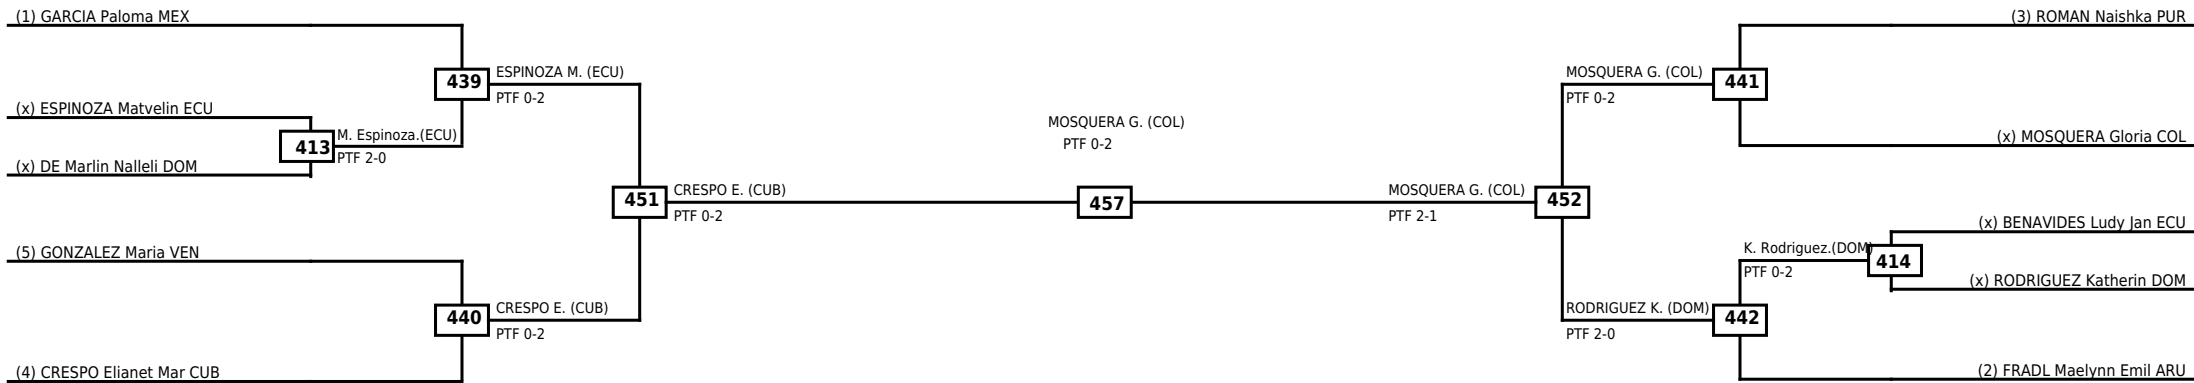 (1) GARCIA Paloma MEX
439
ESPINOZA M. (ECU)
PTF 0-2
(x) ESPINOZA Matvelin ECU
413
M. Espinoza.(ECU)
PTF 2-0
(x) DE Marlin Nalleli DOM
451
CRESPO E. (CUB)
PTF 0-2
(5) GONZALEZ Maria VEN
440
CRESPO E. (CUB)
PTF 0-2
(4) CRESPO Elianet Mar CUB
MOSQUERA G. (COL)
PTF 0-2
457
(3) ROMAN Naishka PUR
MOSQUERA G. (COL)
PTF 0-2
441
(x) MOSQUERA Gloria COL
MOSQUERA G. (COL)
PTF 2-1
452
(x) BENAVIDES Ludy Jan ECU
K. Rodriguez.(DOM)
PTF 0-2
414
(x) RODRIGUEZ Katherin DOM
RODRIGUEZ K. (DOM)
PTF 2-0
442
(2) FRADL Maelynn Emil ARU